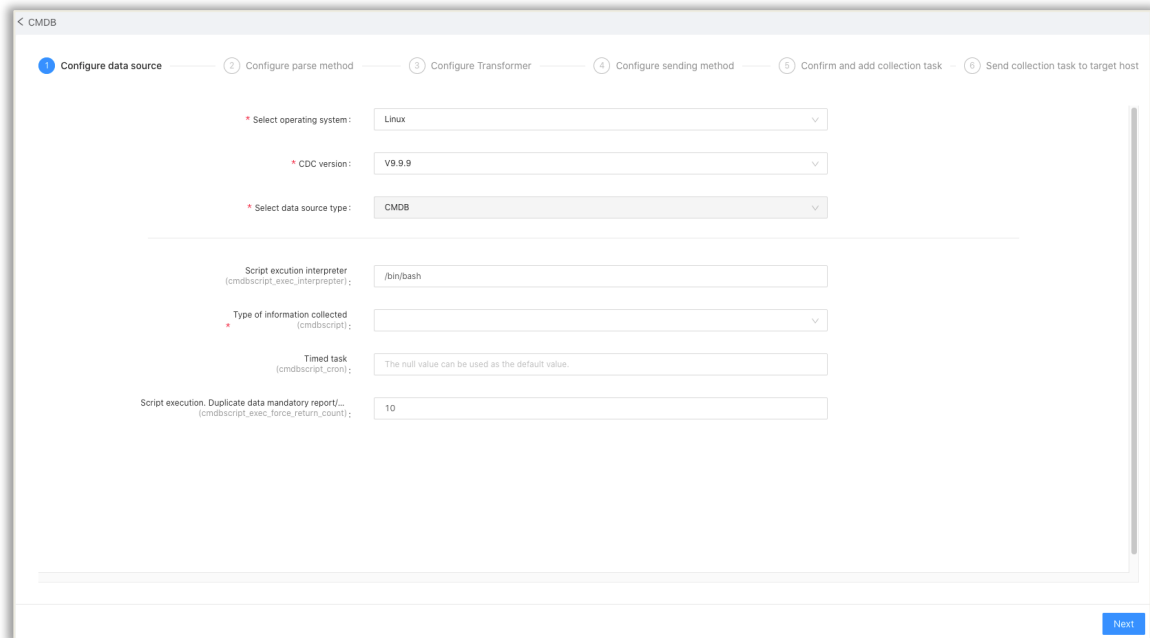 < CMDB
1 Configure data source 2 Configure parse method 3 Configure Transformer 4 Configure sending method 5 Confirm and add collection task 6 Send collection task to target host
* Select operating system : Linux
* CDC version : V9.9.9
* Select data source type : CMDB
Script excution interpreter
(cmdbscript_exec_interprepter) : /bin/bash
Type of information collected
* (cmdbscript) :
Timed task
(cmdbscript_cron) : The null value can be used as the default value.
Script execution. Duplicate data mandatory report/...
(cmdbscript_exec_force_return_count) : 10
Next